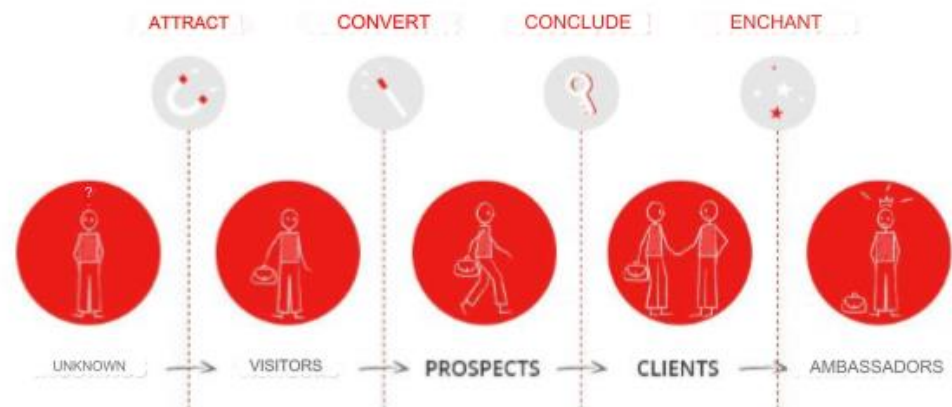 ATTRACT CONVERT CONCLUDE ENCHANT
?
UNKNOWN VISITORS PROSPECTS CLIENTS AMBASSADORS